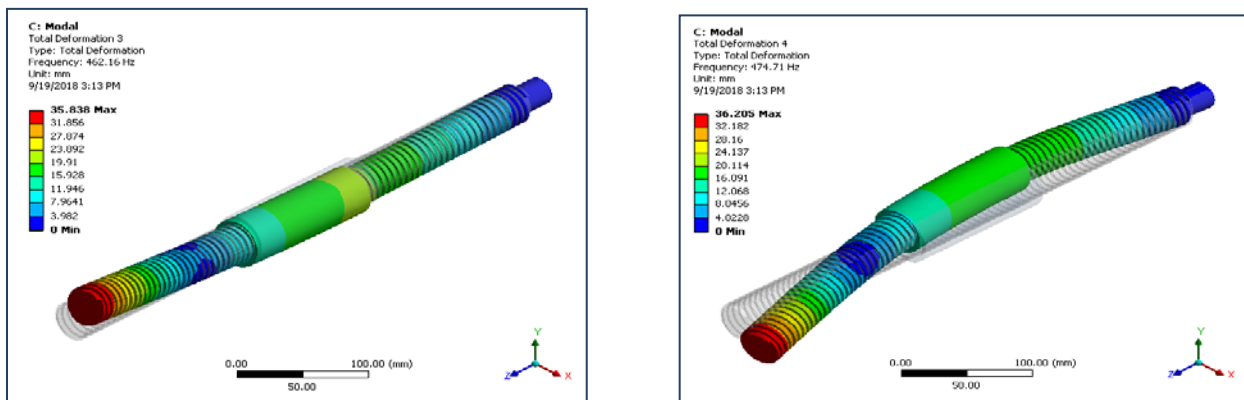 C: Modal
Total Deformation 3
Type: Total Deformation
Frequency: 462.16 Hz
Unit: mm
9/19/2018 3:13 PM
35.838 Max
31.856
27.874
23.892
19.91
15.928
11.946
7.9641
3.982
0 Min
0.00
100.00 (mm)
50.00
Y
Z
X
C: Modal
Total Deformation 4
Type: Total Deformation
Frequency: 474.71 Hz
Unit: mm
9/19/2018 3:13 PM
36.205 Max
32.182
28.16
24.137
20.114
16.091
12.068
8.0456
4.0228
0 Min
0.00
100.00 (mm)
50.00
Y
Z
X